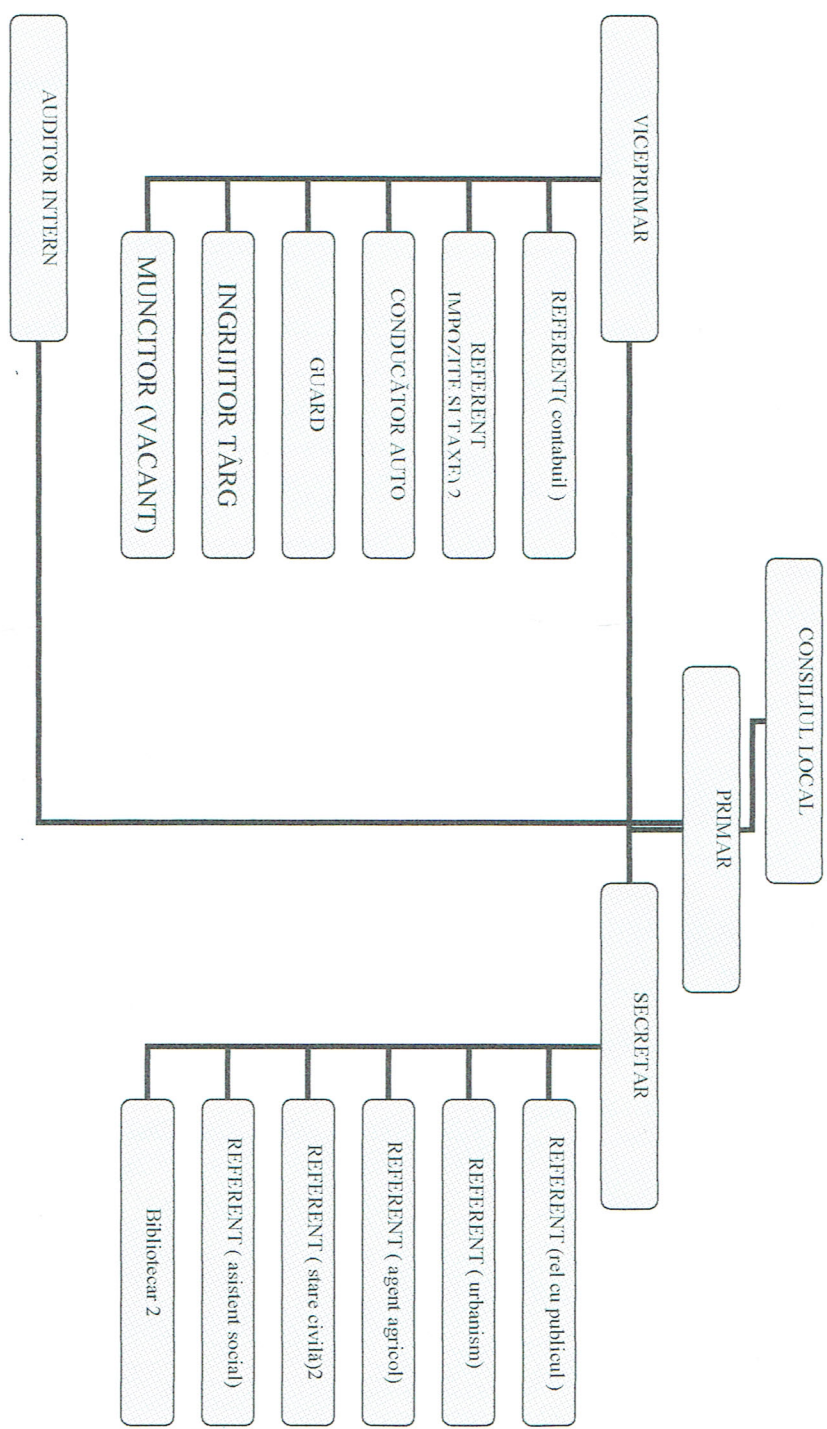 CONSILIUL LOCAL
PRIMAR
VICEPRIMAR
SECRETAR
REFERENT( contabuil )
REFERENT
IMPOZITE SI TAXE) 2
CONDUCĂTOR AUTO
GUARD
INGRIJITOR TÂRG
MUNCITOR (VACANT)
REFERENT (rel cu publicul )
REFERENT ( urbanism)
REFERENT ( agent agricol)
REFERENT ( stare civilă)2
REFERENT ( asistent social)
Bibliotecar 2
AUDITOR INTERN